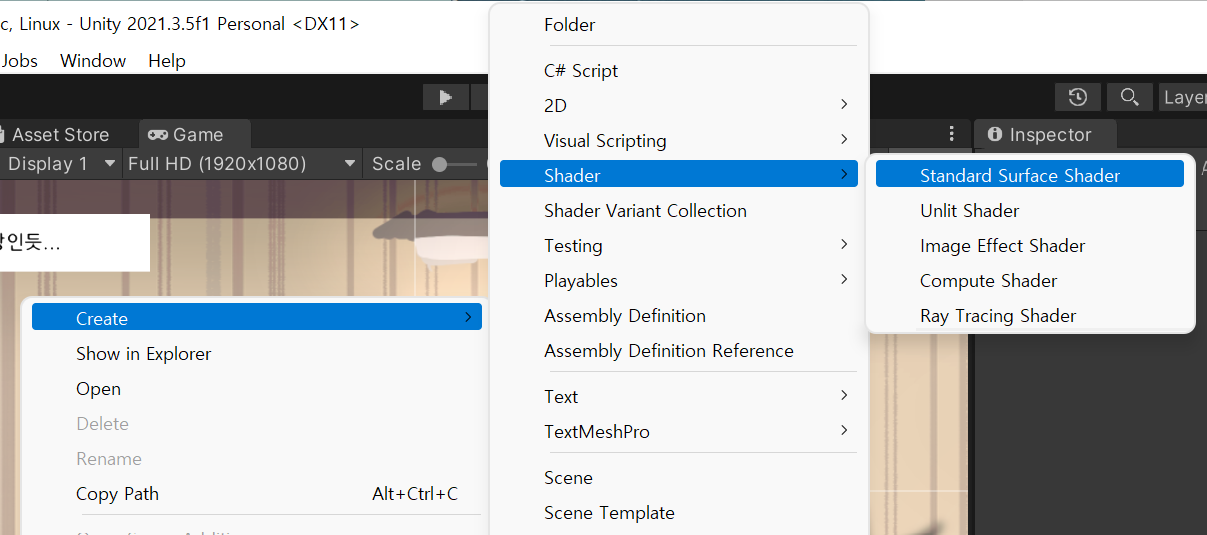 c, Linux - Unity 2021.3.5f1 Personal <DX11>
Jobs Window Help
Asset Store Game
Display 1 Full HD (1920x1080) Scale
인듯...
Create
Show in Explorer
Open
Delete
Rename
Copy Path Alt+Ctrl+C
Folder
C# Script
2D
Visual Scripting
Shader
Shader Variant Collection
Testing
Playables
Assembly Definition
Assembly Definition Reference
Text
TextMeshPro
Scene
Scene Template
Layer
Inspector
Standard Surface Shader
Unlit Shader
Image Effect Shader
Compute Shader
Ray Tracing Shader